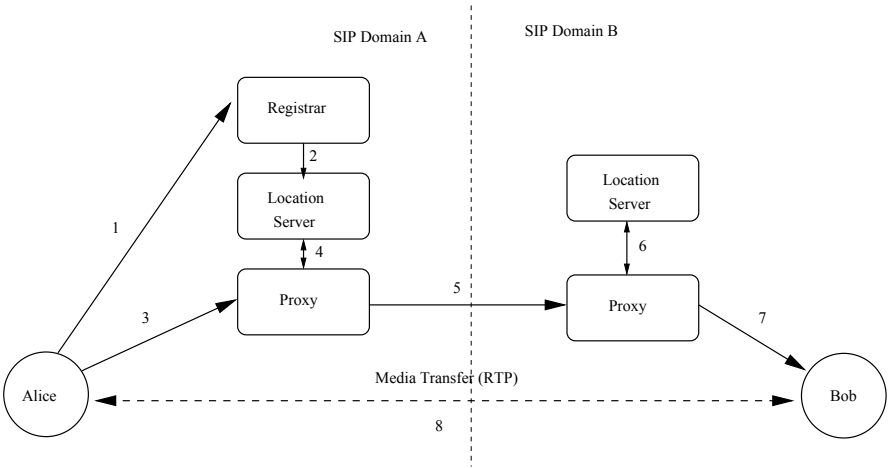 SIP Domain A
SIP Domain B
Registrar
2
Location
Server
Location
Server
1
4
6
Proxy
5
Proxy
3
7
Media Transfer (RTP)
Alice
Bob
8